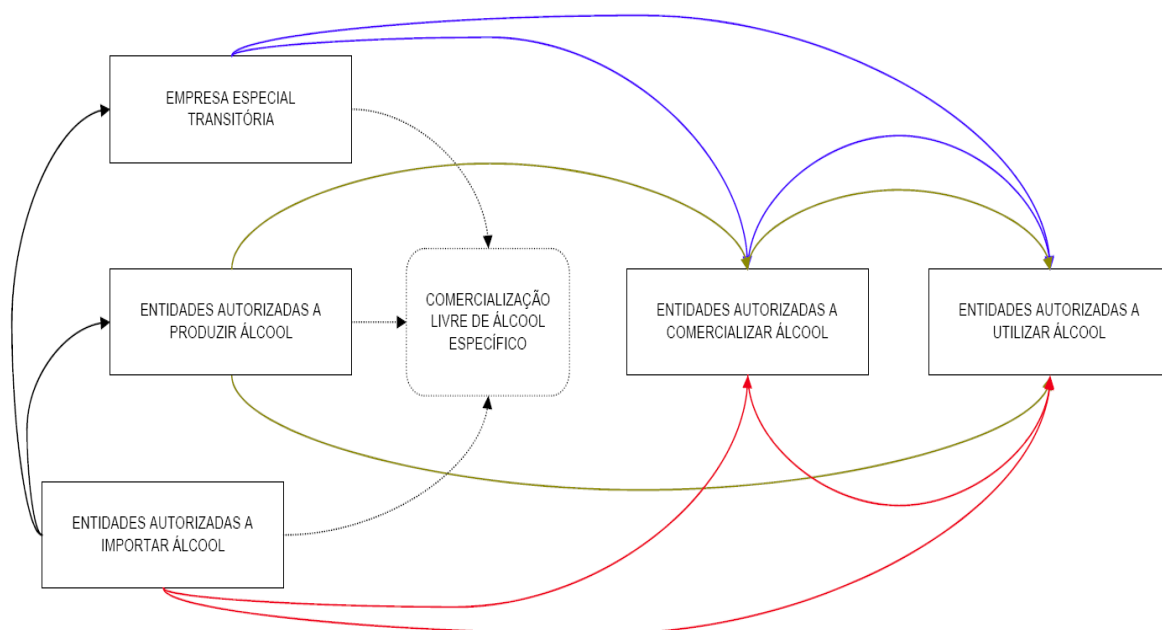 EMPRESA ESPECIAL
TRANSITÓRIA
ENTIDADES AUTORIZADAS A
PRODUZIR ÁLCOOL
COMERCIALIZAÇÃO
LIVRE DE ÁLCOOL
ESPECÍFICO
ENTIDADES AUTORIZADAS A
COMERCIALIZAR ÁLCOOL
ENTIDADES AUTORIZADAS A
UTILIZAR ÁLCOOL
ENTIDADES AUTORIZADAS A
IMPORTAR ÁLCOOL